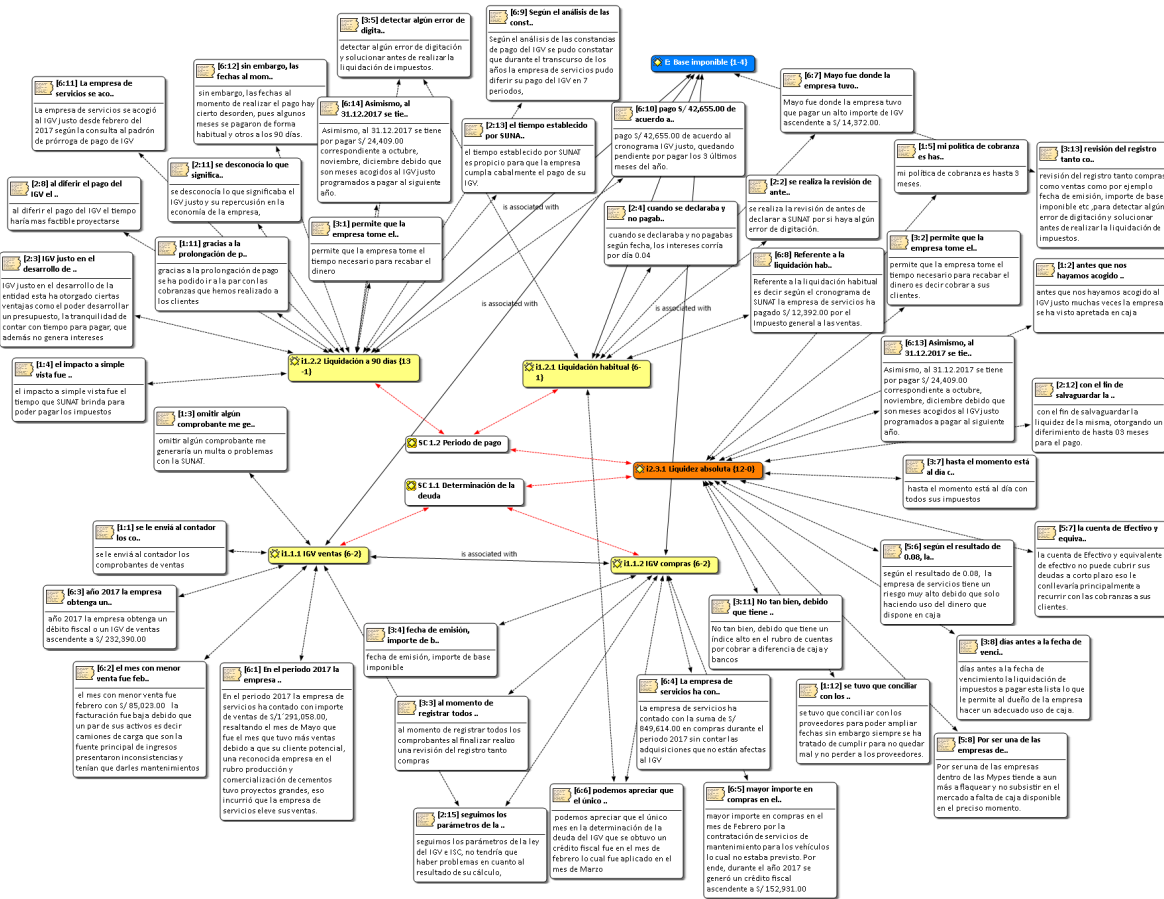 [6:9] Según el análisis de las
const..
Según el análisis de las constancias
de pago del IGV se pudo constatar
que durante el transcurso de los
años la empresa de servicios pudo
diferir su pago del IGV en 7
periodos,
[3:5] detectar algún error de
digita..
detectar algún error de digitación
y solucionar antes de realizar la
liquidación de impuestos.
E: Base imponible {1-4}
[6:12] sin embargo, las
fechas al mom..
sin embargo, las fechas al
momento de realizar el pago hay
cierto desorden, pues algunos
meses se pagaron de forma
habitual y otros a los 90 días.
[6:7] Mayo fue donde la
empresa tuvo..
Mayo fue donde la empresa tuvo
que pagar un alto importe de IGV
ascendente a S/ 14,372.00.
[6:11] La empresa de
servicios se aco..
La empresa de servicios se acogió
al IGV justo desde febrero del
2017 según la consulta al padrón
de prórroga de pago de IGV
[6:14] Asimismo, al
31.12.2017 se tie..
Asimismo, al 31.12.2017 se tiene
por pagar S/ 24,409.00
correspondiente a octubre,
noviembre, diciembre debido que
son meses acogidos al IGV justo
programados a pagar al siguiente
año.
[6:10] pago S/ 42,655.00 de
acuerdo a..
pago S/ 42,655.00 de acuerdo al
cronograma IGV justo, quedando
pendiente por pagar los 3 últimos
meses del año.
[2:13] el tiempo establecido
por SUNA..
el tiempo establecido por SUNAT
es propicio para que la empresa
cumpla cabalmente el pago de su
IGV.
[1:5] mi política de cobranza
es has..
mi política de cobranza es hasta 3
meses.
[3:13] revisión del registro
tanto co..
revisión del registro tanto compras
como ventas como por ejemplo
fecha de emisión, importe de base
imponible etc ,para detectar algún
error de digitación y solucionar
antes de realizar la liquidación de
impuestos.
[2:11] se desconocía lo que
significa..
se desconocía lo que significaba el
IGV justo y su repercusión en la
economía de la empresa,
[2:8] al diferir el pago del
IGV el ..
al diferir el pago del IGV el tiempo
haría mas factible proyectarse
[2:2] se realiza la revisión de
ante..
se realiza la revisión de antes de
declarar a SUNAT por si haya algún
error de digitación.
is associated with
[2:4] cuando se declaraba y
no pagab..
cuando se declaraba y no pagabas
según fecha, los intereses corría
por día 0.04
[3:1] permite que la
empresa tome el..
permite que la empresa tome el
tiempo necesario para recabar el
dinero
[1:11] gracias a la
prolongación de p..
gracias a la prolongación de pago
se ha podido ir a la par con las
cobranzas que hemos realizado a
los clientes
[3:2] permite que la
empresa tome el..
permite que la empresa tome el
tiempo necesario para recabar el
dinero es decir cobrar a sus
clientes.
[2:3] IGV justo en el
desarrollo de ..
IGV justo en el desarrollo de la
entidad esta ha otorgado ciertas
ventajas como el poder desarrollar
un presupuesto, la tranquilidad de
contar con tiempo para pagar, que
además no genera intereses
[6:8] Referente a la
liquidación hab..
Referente a la liquidación habitual
es decir según el cronograma de
SUNAT la empresa de servicios ha
pagado S/ 12,392.00 por el
Impuesto general a las ventas.
[1:2] antes que nos
hayamos acogido ..
antes que nos hayamos acogido al
IGV justo muchas veces la empresa
se ha visto apretada en caja
is associated with
is associated with
[6:13] Asimismo, al
31.12.2017 se tie..
Asimismo, al 31.12.2017 se tiene
por pagar S/ 24,409.00
correspondiente a octubre,
noviembre, diciembre debido que
son meses acogidos al IGV justo
programados a pagar al siguiente
año.
[1:4] el impacto a simple
vista fue ..
el impacto a simple vista fue el
tiempo que SUNAT brinda para
poder pagar los impuestos
i1.2.2 Liquidación a 90 días {13
-1}
i1.2.1 Liquidación habitual {6-
1}
[2:12] con el fin de
salvaguardar la ..
con el fin de salvaguardar la
liquidez de la misma, otorgando un
diferimiento de hasta 03 meses
para el pago.
[1:3] omitir algún
comprobante me ge..
omitir algún comprobante me
generaría un multa o problemas
con la SUNAT.
SC 1.2 Periodo de pago
i2.3.1 Liquidez absoluta {12-0}
[3:7] hasta el momento está
al día c..
hasta el momento está al día con
todos sus impuestos
SC 1.1 Determinación de la
deuda
[1:1] se le enviá al contador
los co..
se le enviá al contador los
comprobantes de ventas
[5:7] la cuenta de Efectivo y
equiva..
la cuenta de Efectivo y equivalente
de efectivo no puede cubrir sus
deudas a corto plazo eso le
conllevaría principalmente a
recurrir con las cobranzas a sus
clientes.
i1.1.1 IGV ventas {6-2}
is associated with
i1.1.2 IGV compras {6-2}
[5:6] según el resultado de
0.08, la..
según el resultado de 0.08, la
empresa de servicios tiene un
riesgo muy alto debido que solo
haciendo uso del dinero que
dispone en caja
[6:3] año 2017 la empresa
obtenga un..
año 2017 la empresa obtenga un
débito fiscal o un IGV de ventas
ascendente a S/ 232,390.00
[3:11] No tan bien, debido
que tiene ..
No tan bien, debido que tiene un
índice alto en el rubro de cuentas
por cobrar a diferencia de caja y
bancos
[3:4] fecha de emisión,
importe de b..
fecha de emisión, importe de base
imponible
[3:8] días antes a la fecha de
venci..
días antes a la fecha de
vencimiento la liquidación de
impuestos a pagar esta lista lo que
le permite al dueño de la empresa
hacer un adecuado uso de caja.
[6:2] el mes con menor
venta fue feb..
el mes con menor venta fue
febrero con S/ 85,023.00 la
facturación fue baja debido que
un par de sus activos es decir
camiones de carga que son la
fuente principal de ingresos
presentaron inconsistencias y
tenían que darles mantenimientos
[6:1] En el periodo 2017 la
empresa ..
En el periodo 2017 la empresa de
servicios ha contado con importe
de ventas de S/1´291,058.00,
resaltando el mes de Mayo que
fue el mes que tuvo más ventas
debido a que su cliente potencial,
una reconocida empresa en el
rubro producción y
comercialización de cementos
tuvo proyectos grandes, eso
incurrió que la empresa de
servicios eleve sus ventas.
[6:4] La empresa de
servicios ha con..
La empresa de servicios ha
contado con la suma de S/
849,614.00 en compras durante el
periodo 2017 sin contar las
adquisiciones que no están afectas
al IGV
[1:12] se tuvo que conciliar
con los ..
se tuvo que conciliar con los
proveedores para poder ampliar
fechas sin embargo siempre se ha
tratado de cumplir para no quedar
mal y no perder a los proveedores.
[3:3] al momento de
registrar todos ..
al momento de registrar todos los
comprobantes al finalizar realizo
una revisión del registro tanto
compras
[5:8] Por ser una de las
empresas de..
Por ser una de las empresas
dentro de las Mypes tiende a aun
más a flaquear y no subsistir en el
mercado a falta de caja disponible
en el preciso momento.
[6:6] podemos apreciar que
el único ..
podemos apreciar que el único
mes en la determinación de la
deuda del IGV que se obtuvo un
crédito fiscal fue en el mes de
febrero lo cual fue aplicado en el
mes de Marzo
[6:5] mayor importe en
compras en el..
mayor importe en compras en el
mes de Febrero por la
contratación de servicios de
mantenimiento para los vehículos
lo cual no estaba previsto. Por
ende, durante el año 2017 se
generó un crédito fiscal
ascendente a S/ 152,931.00
[2:15] seguimos los
parámetros de la ..
seguimos los parámetros de la ley
del IGV e ISC, no tendría que
haber problemas en cuanto al
resultado de su cálculo,